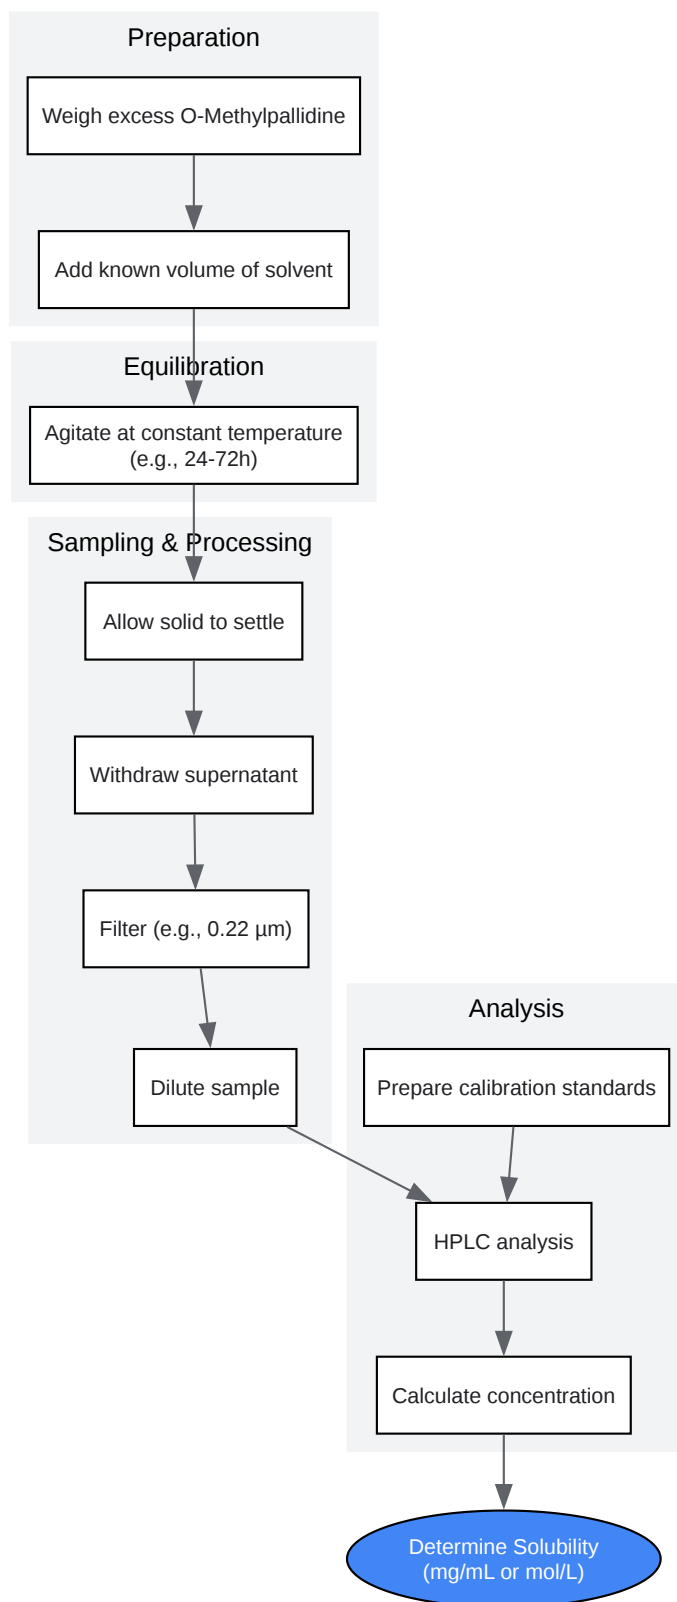 Preparation
Weigh excess O-Methylpallidine
Add known volume of solvent
Equilibration
Agitate at constant temperature
(e.g., 24-72h)
Sampling & Processing
Allow solid to settle
Withdraw supernatant
Filter (e.g., 0.22 µm)
Dilute sample
Analysis
Prepare calibration standards
HPLC analysis
Calculate concentration
Determine Solubility
(mg/mL or mol/L)